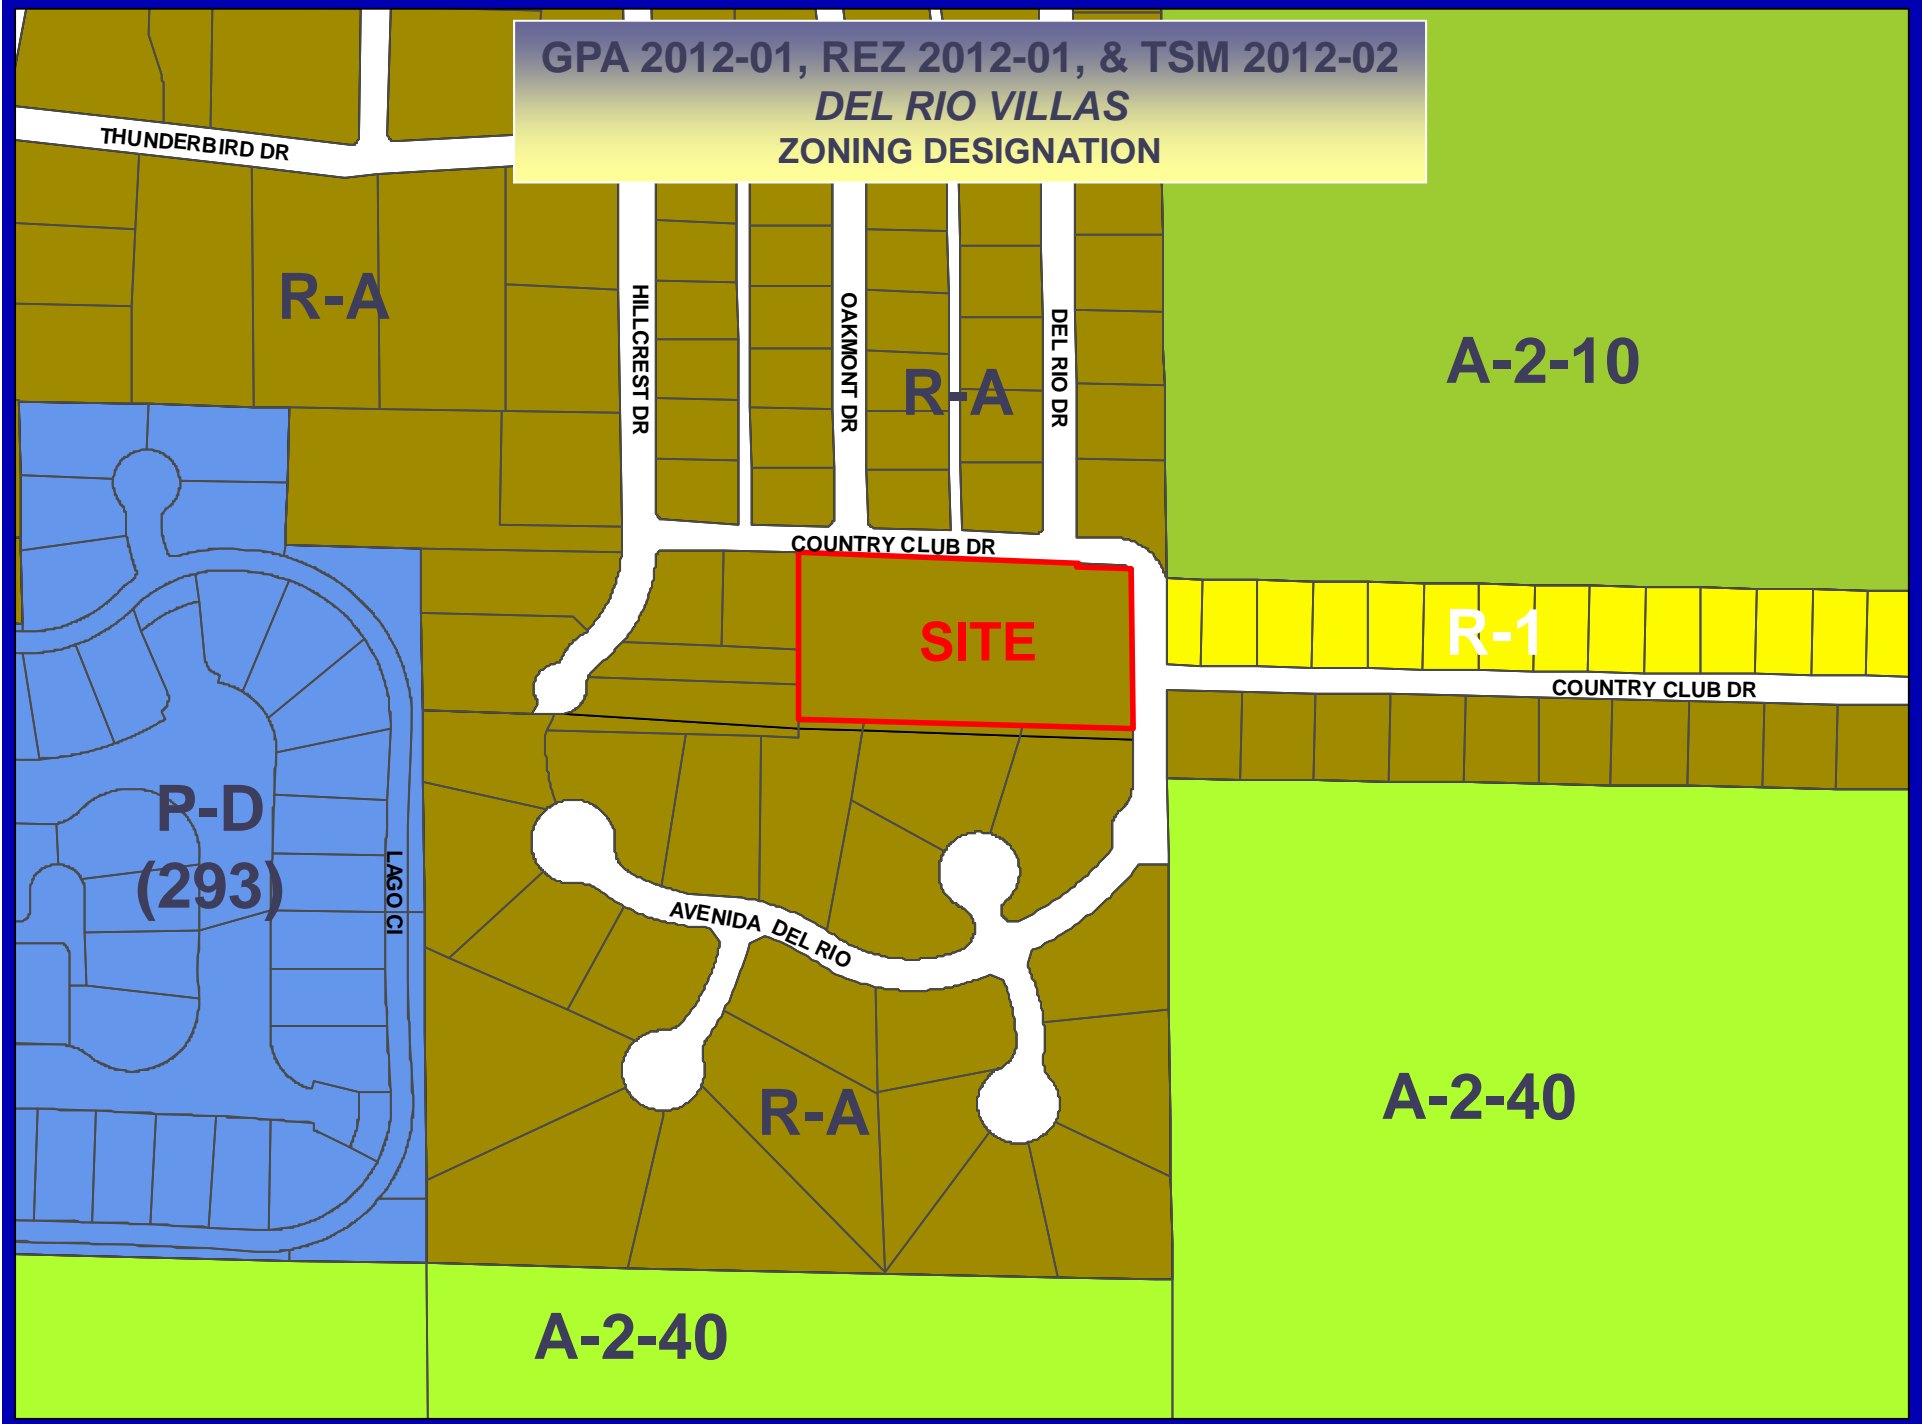 GPA 2012-01, REZ 2012-01, & TSM 2012-02
DEL RIO VILLAS
ZONING DESIGNATION
THUNDERBIRD DR
R-A
HILLCREST DR
OAKMONT DR
R-A
DEL RIO DR
A-2-10
COUNTRY CLUB DR
SITE
R-1
COUNTRY CLUB DR
P-D
(293)
LAGO CI
AVENIDA DEL RIO
R-A
A-2-40
A-2-40